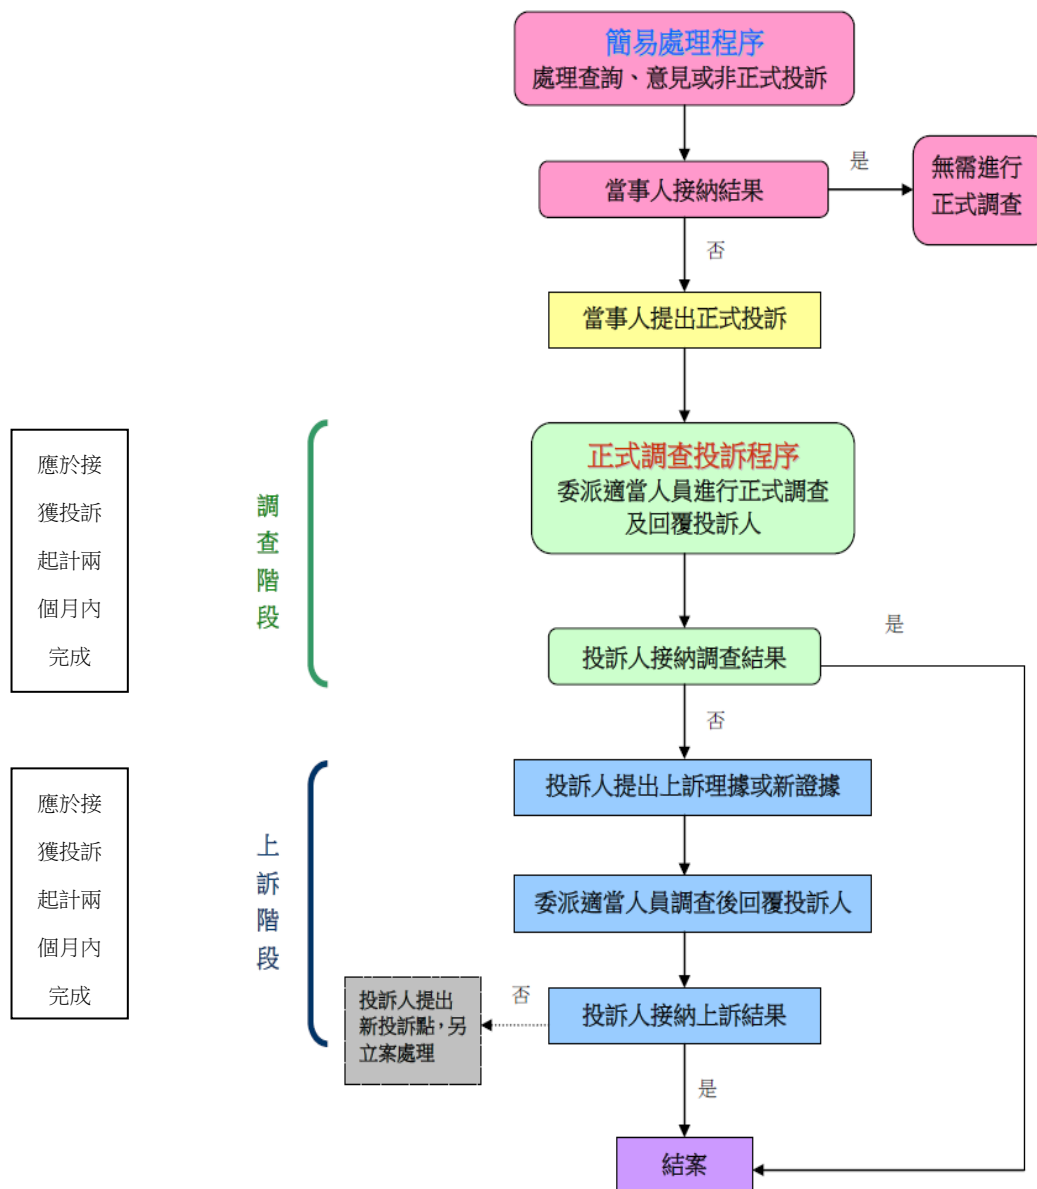 簡易處理程序
處理查詢、意見或非正式投訴
當事人接納結果
是
無需進行
正式調查
否
當事人提出正式投訴
應於接
獲投訴
起計兩
個月內
完成
調
查
階
段
正式調查投訴程序
委派適當人員進行正式調查
及回覆投訴人
投訴人接納調查結果
是
否
應於接
獲投訴
起計兩
個月內
完成
上
訴
階
段
投訴人提出上訴理據或新證據
委派適當人員調查後回覆投訴人
投訴人接納上訴結果
否
投訴人提出
新投訴點，另
立案處理
是
結案